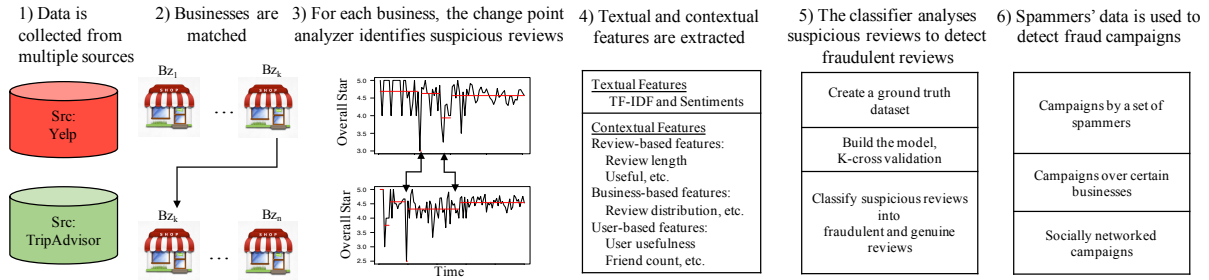 1) Data is
collected from
multiple sources
Src:
Yelp
Src:
TripAdvisor
2) Businesses are
matched
Bz1
Bzk
SHOP
SHOP
...
Bzk
Bzn
SHOP
SHOP
...
3) For each business, the change point
analyzer identifies suspicious reviews
Overall Star
5.0
4.5
4.0
3.5
3.0
Overall Star
5.0
4.5
4.0
3.5
3.0
2.5
Time
4) Textual and contextual
features are extracted
Textual Features
TF-IDF and Sentiments
Contextual Features
Review-based features:
Review length
Useful, etc.
Business-based features:
Review distribution, etc.
User-based features:
User usefulness
Friend count, etc.
5) The classifier analyses
suspicious reviews to detect
fraudulent reviews
Create a ground truth
dataset
Build the model,
K-cross validation
Classify suspicious reviews
into
fraudulent and genuine
reviews
6) Spammers' data is used to
detect fraud campaigns
Campaigns by a set of
spammers
Campaigns over certain
businesses
Socially networked
campaigns